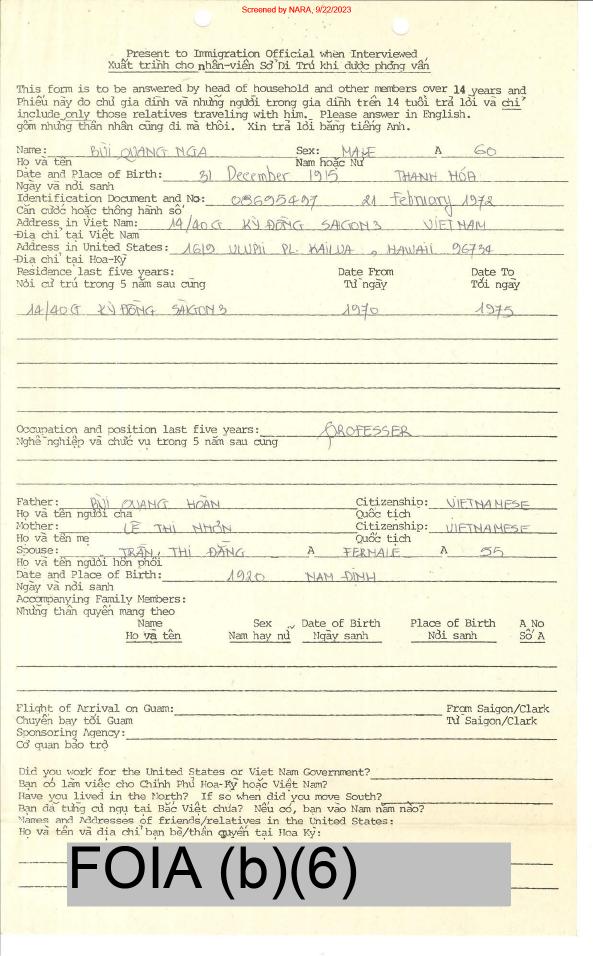 Screened by NARA, 9/22/2023
Present to Immigration Official when Interviewed
Xuất trình cho nhân-viên Sở Di Trú khi được phỏng vấn
This form is to be answered by head of household and other members over 14 years and
Phiếu này do chủ gia đình và những người trong gia đình trên 14 tuổi trả lời và chỉ
include only those relatives traveling with him. Please answer in English.
gồm những thân nhân cùng đi mà thôi. Xin trả lời bằng tiếng Anh.
Name: BÙI QUANG NGA Sex: MALE A 60
Họ và tên Nam hoặc Nữ
Date and Place of Birth: 31 December 1915 THANH HÓA
Ngày và nơi sanh
Identification Document and No: 03695497 21 February 1972
Căn cước hoặc thông hành số
Address in Viet Nam: 14/40G KỲ ĐỒNG SAIGON 3 VIETNAM
Địa chỉ tại Việt Nam
Address in United States: 1619 ULUPII PL. KAILUA, HAWAII 96734
Địa chỉ tại Hoa-Kỳ
Residence last five years: Date From Date To
Nơi cư trú trong 5 năm sau cùng Từ ngày Tới ngày
14/40G KỲ ĐỒNG SAIGON 3 1970 1975
Occupation and position last five years: PROFESSER
Nghề nghiệp và chức vụ trong 5 năm sau cùng
Father: BÙI QUANG HOÀN Citizenship: VIETNAMESE
Họ và tên người cha Quốc tịch
Mother: LÊ THỊ NHƠN Citizenship: VIETNAMESE
Họ và tên mẹ Quốc tịch
Spouse: TRẦN, THỊ ĐẰNG A FERMALE A 55
Họ và tên người hôn phối
Date and Place of Birth: 1920 NAM ĐỊNH
Ngày và nơi sanh
Accompanying Family Members:
Những thân quyến mang theo
Name Sex Date of Birth Place of Birth A No
Họ và tên Nam hay nữ Ngày sanh Nơi sanh Số A
Flight of Arrival on Guam: From Saigon/Clark
Chuyến bay tới Guam Từ Saigon/Clark
Sponsoring Agency:
Cơ quan bảo trợ
Did you work for the United States or Viet Nam Government?
Bạn có làm việc cho Chính Phủ Hoa-Kỳ hoặc Việt Nam?
Have you lived in the North? If so when did you move South?
Bạn đã từng cư ngụ tại Bắc Việt chưa? Nếu có, bạn vào Nam năm nào?
Names and Addresses of friends/relatives in the United States:
Họ và tên và địa chỉ bạn bè/thân quyến tại Hoa Kỳ:
FOIA (b)(6)